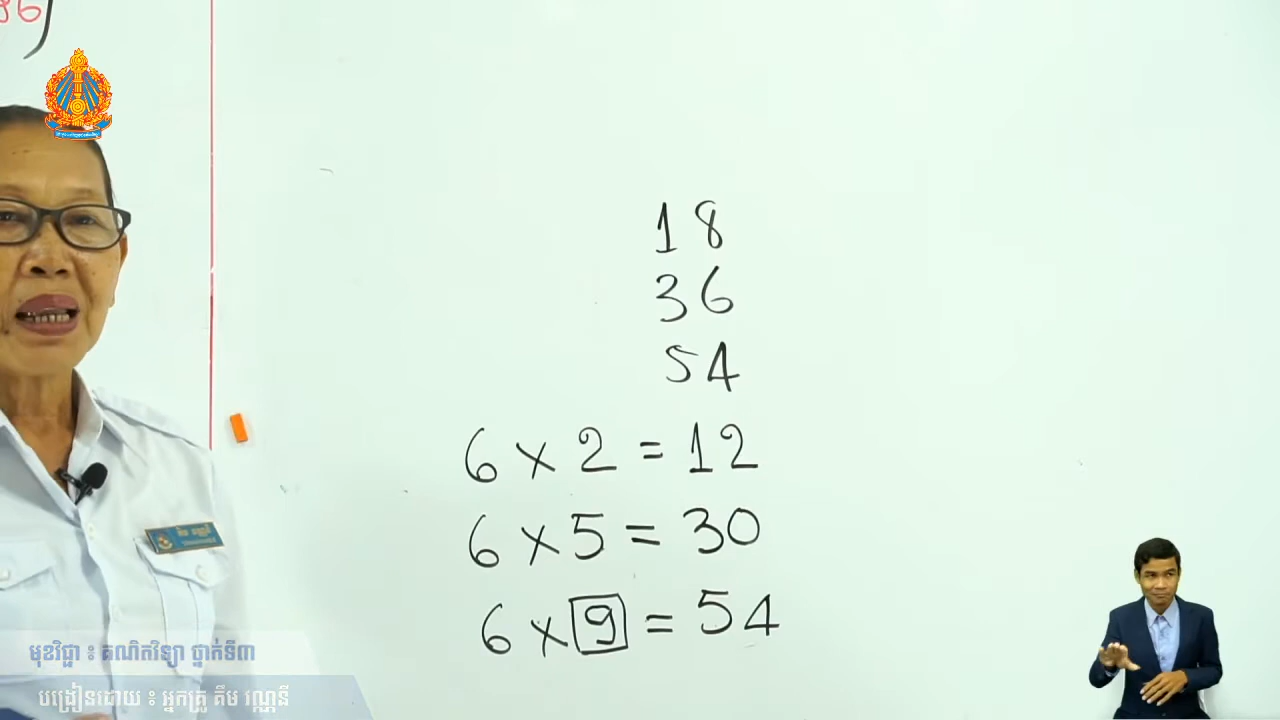 18
36
54
6 × 2 = 12
6 × 5 = 30
6 × 9 = 54
មុខវិជ្ជា ៖ គណិតវិទ្យា ថ្នាក់ទី៣
បង្រៀនដោយ ៖ អ្នកគ្រូ គឹម វណ្ណនី